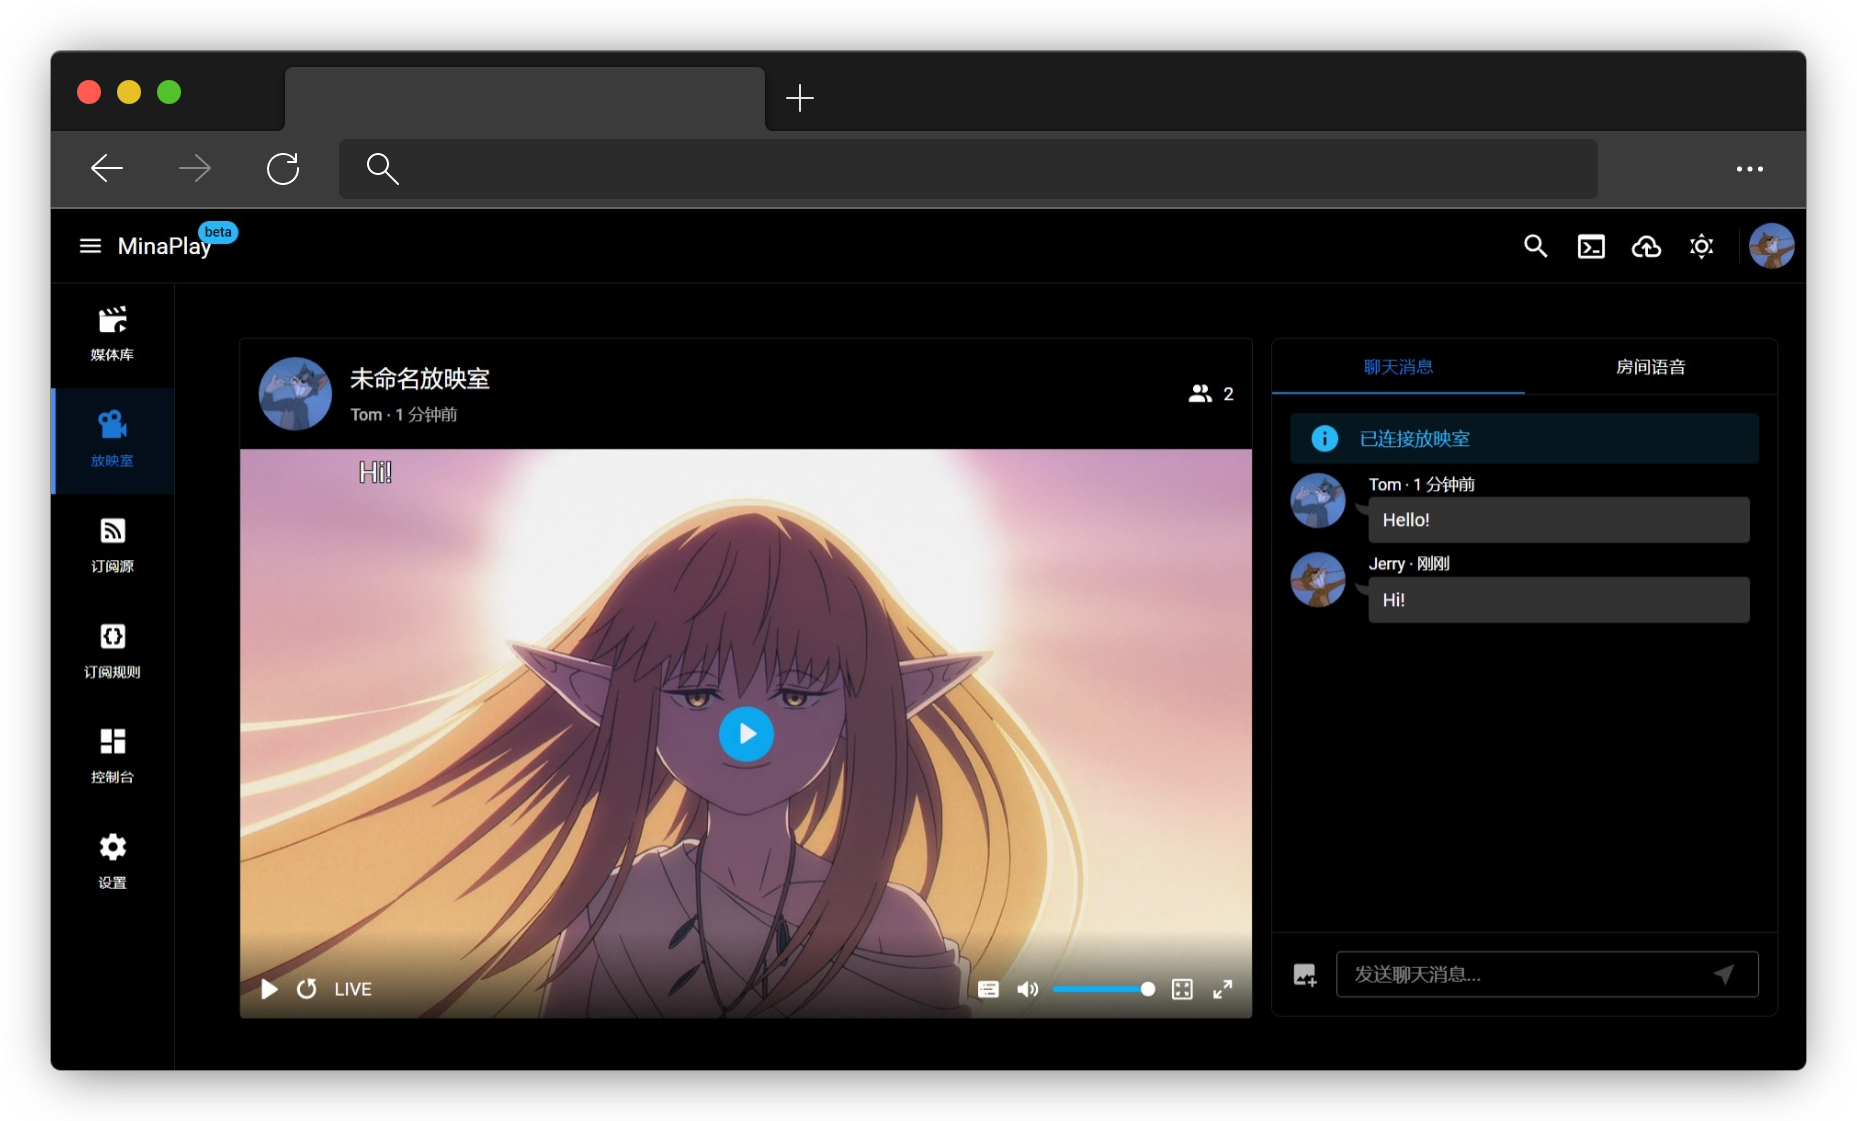 MinaPlay
beta
媒体库
放映室
订阅源
订阅规则
控制台
设置
未命名放映室
Tom · 1 分钟前
2
Hi!
LIVE
聊天消息
房间语音
已连接放映室
Tom · 1 分钟前
Hello!
Jerry · 刚刚
Hi!
发送聊天消息...